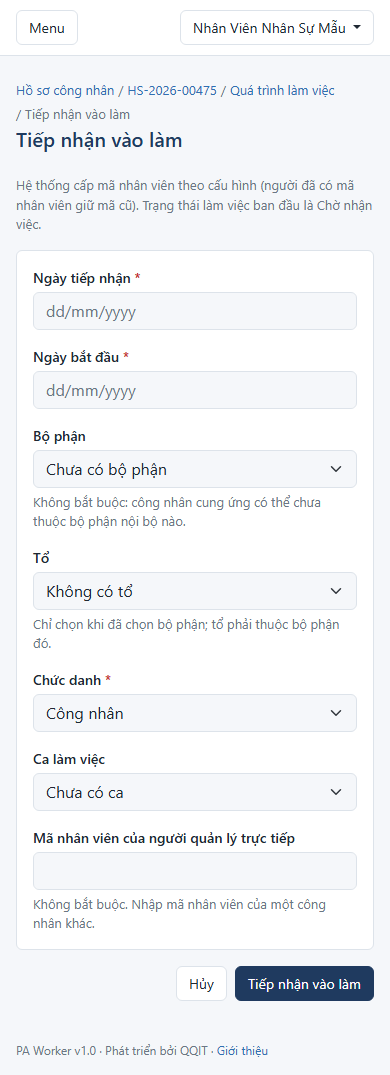 Menu
Nhân Viên Nhân Sự Mẫu
Hồ sơ công nhân / HS-2026-00475 / Quá trình làm việc
/ Tiếp nhận vào làm
Tiếp nhận vào làm
Hệ thống cấp mã nhân viên theo cấu hình (người đã có mã
nhân viên giữ mã cũ). Trạng thái làm việc ban đầu là Chờ nhận
việc.
Ngày tiếp nhận *
dd/mm/yyyy
Ngày bắt đầu *
dd/mm/yyyy
Bộ phận
Chưa có bộ phận
Không bắt buộc: công nhân cung ứng có thể chưa
thuộc bộ phận nội bộ nào.
Tổ
Không có tổ
Chỉ chọn khi đã chọn bộ phận; tổ phải thuộc bộ phận
đó.
Chức danh *
Công nhân
Ca làm việc
Chưa có ca
Mã nhân viên của người quản lý trực tiếp
Không bắt buộc. Nhập mã nhân viên của một công
nhân khác.
Hủy
Tiếp nhận vào làm
PA Worker v1.0 · Phát triển bởi QQIT · Giới thiệu